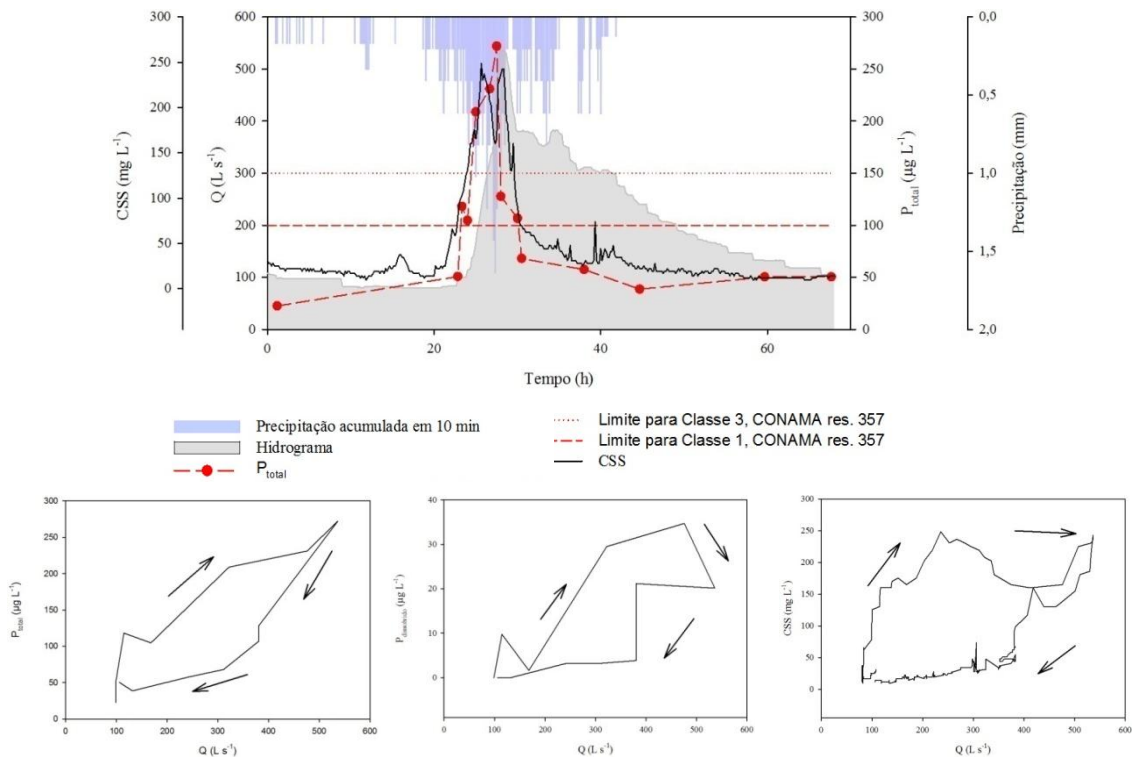 CSS (mg L⁻¹)
300
250
200
150
100
50
0
Q (L s⁻¹)
600
500
400
300
200
100
0
P total (µg L⁻¹)
300
250
200
150
100
50
0
Precipitação (mm)
0,0
0,5
1,0
1,5
2,0
0 20 40 60
Tempo (h)
Precipitação acumulada em 10 min
Hidrograma
P total
Limite para Classe 3, CONAMA res. 357
Limite para Classe 1, CONAMA res. 357
CSS
P total (µg L⁻¹)
300
250
200
150
100
50
0
0 100 200 300 400 500 600
Q (L s⁻¹)
P dissolvido (µg L⁻¹)
40
30
20
10
0
0 100 200 300 400 500 600
Q (L s⁻¹)
CSS (mg L⁻¹)
300
250
200
150
100
50
0
0 100 200 300 400 500 600
Q (L s⁻¹)